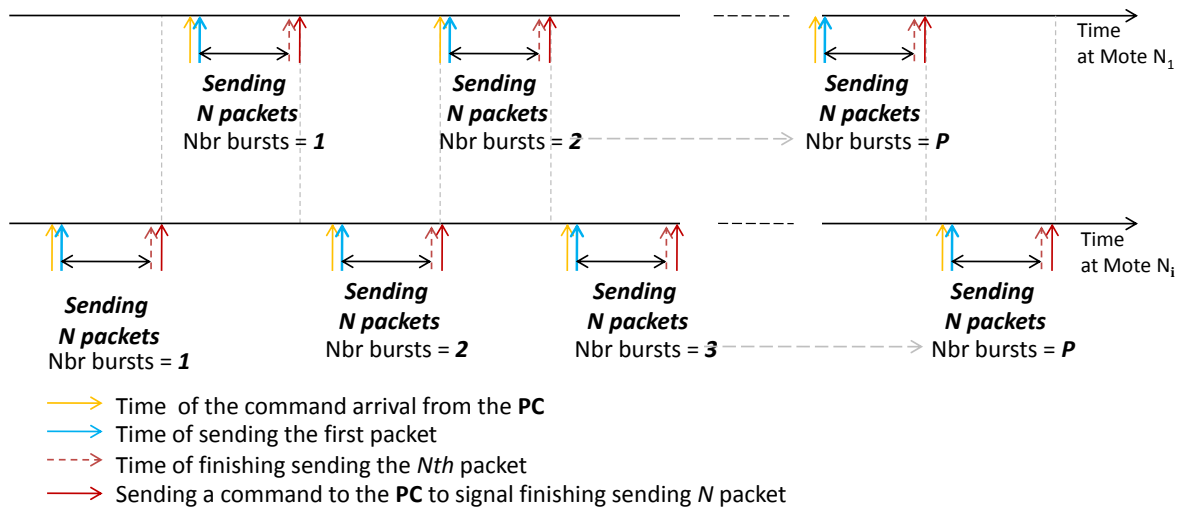 Time
at Mote N1
Sending
N packets
Nbr bursts = 1
Sending
N packets
Nbr bursts = 2
Sending
N packets
Nbr bursts = P
Time
at Mote Ni
Sending
N packets
Nbr bursts = 1
Sending
N packets
Nbr bursts = 2
Sending
N packets
Nbr bursts = 3
Sending
N packets
Nbr bursts = P
Time of the command arrival from the PC
Time of sending the first packet
Time of finishing sending the Nth packet
Sending a command to the PC to signal finishing sending N packet